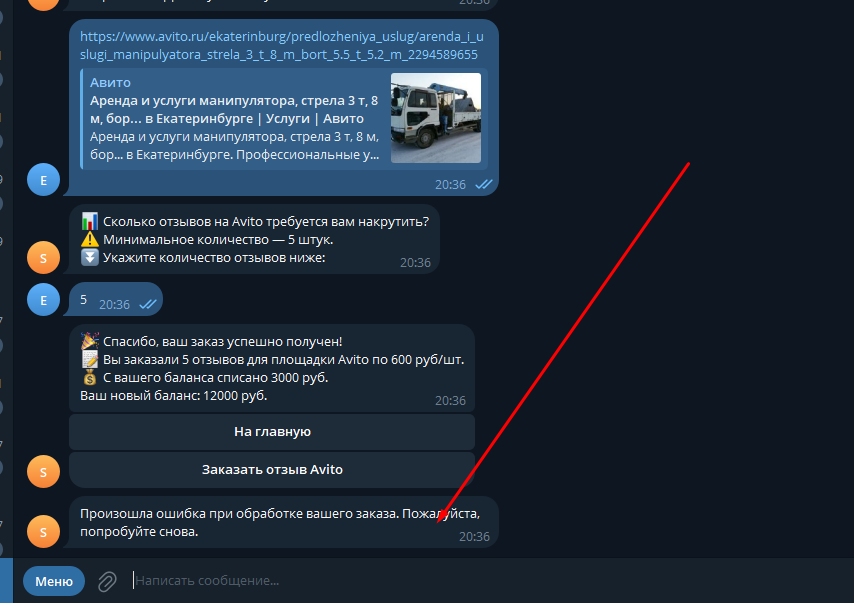 20:36
https://www.avito.ru/ekaterinburg/predlozheniya_uslug/arenda_i_u
slugi_manipulyatora_strela_3_t_8_m_bort_5.5_t_5.2_m_2294589655
Авито
Аренда и услуги манипулятора, стрела 3 т, 8
м, бор... в Екатеринбурге | Услуги | Авито
Аренда и услуги манипулятора, стрела 3 т, 8 м,
бор... в Екатеринбурге. Профессиональные у...
E
20:36
Сколько отзывов на Avito требуется вам накрутить?
Минимальное количество — 5 штук.
Укажите количество отзывов ниже:
S
20:36
E
5 20:36
Спасибо, ваш заказ успешно получен!
Вы заказали 5 отзывов для площадки Avito по 600 руб/шт.
С вашего баланса списано 3000 руб.
Ваш новый баланс: 12000 руб.
20:36
На главную
Заказать отзыв Avito
S
Произошла ошибка при обработке вашего заказа. Пожалуйста,
попробуйте снова.
S
20:36
Меню
Написать сообщение...